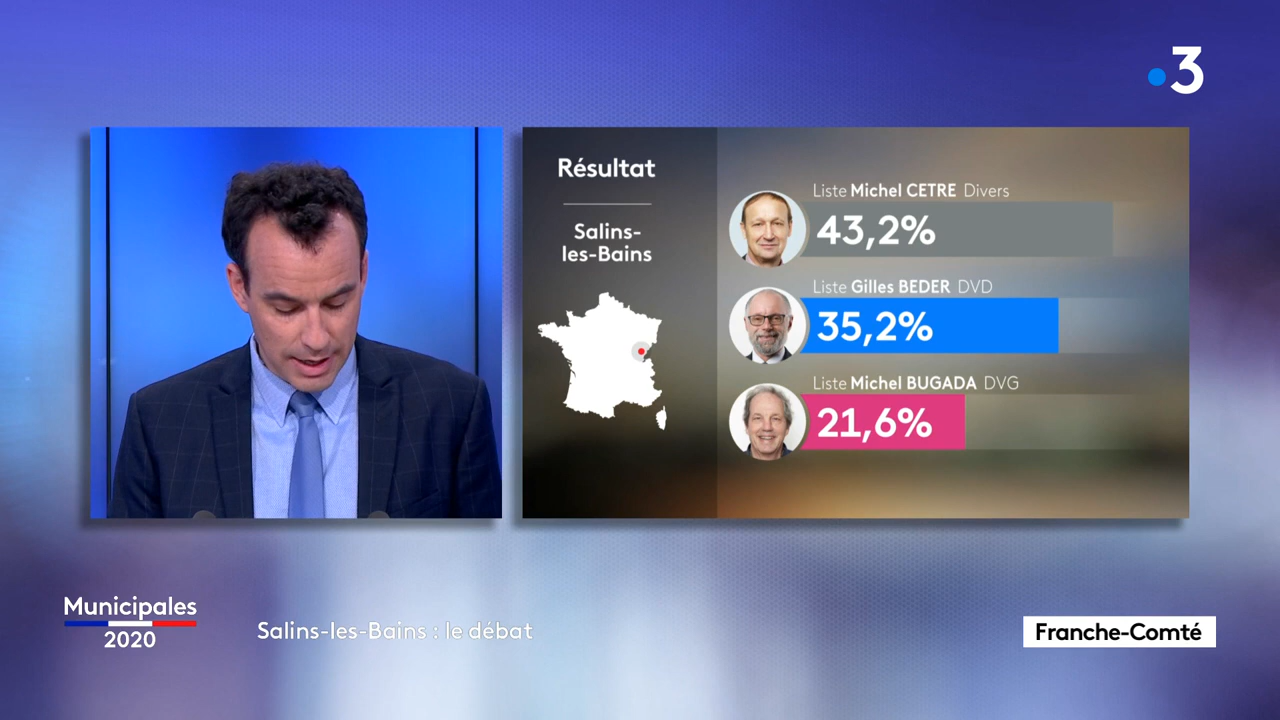 3
Résultat
Salins-
les-Bains
Liste Michel CETRE Divers
43,2%
Liste Gilles BEDER DVD
35,2%
Liste Michel BUGADA DVG
21,6%
Municipales
2020
Salins-les-Bains : le débat
Franche-Comté